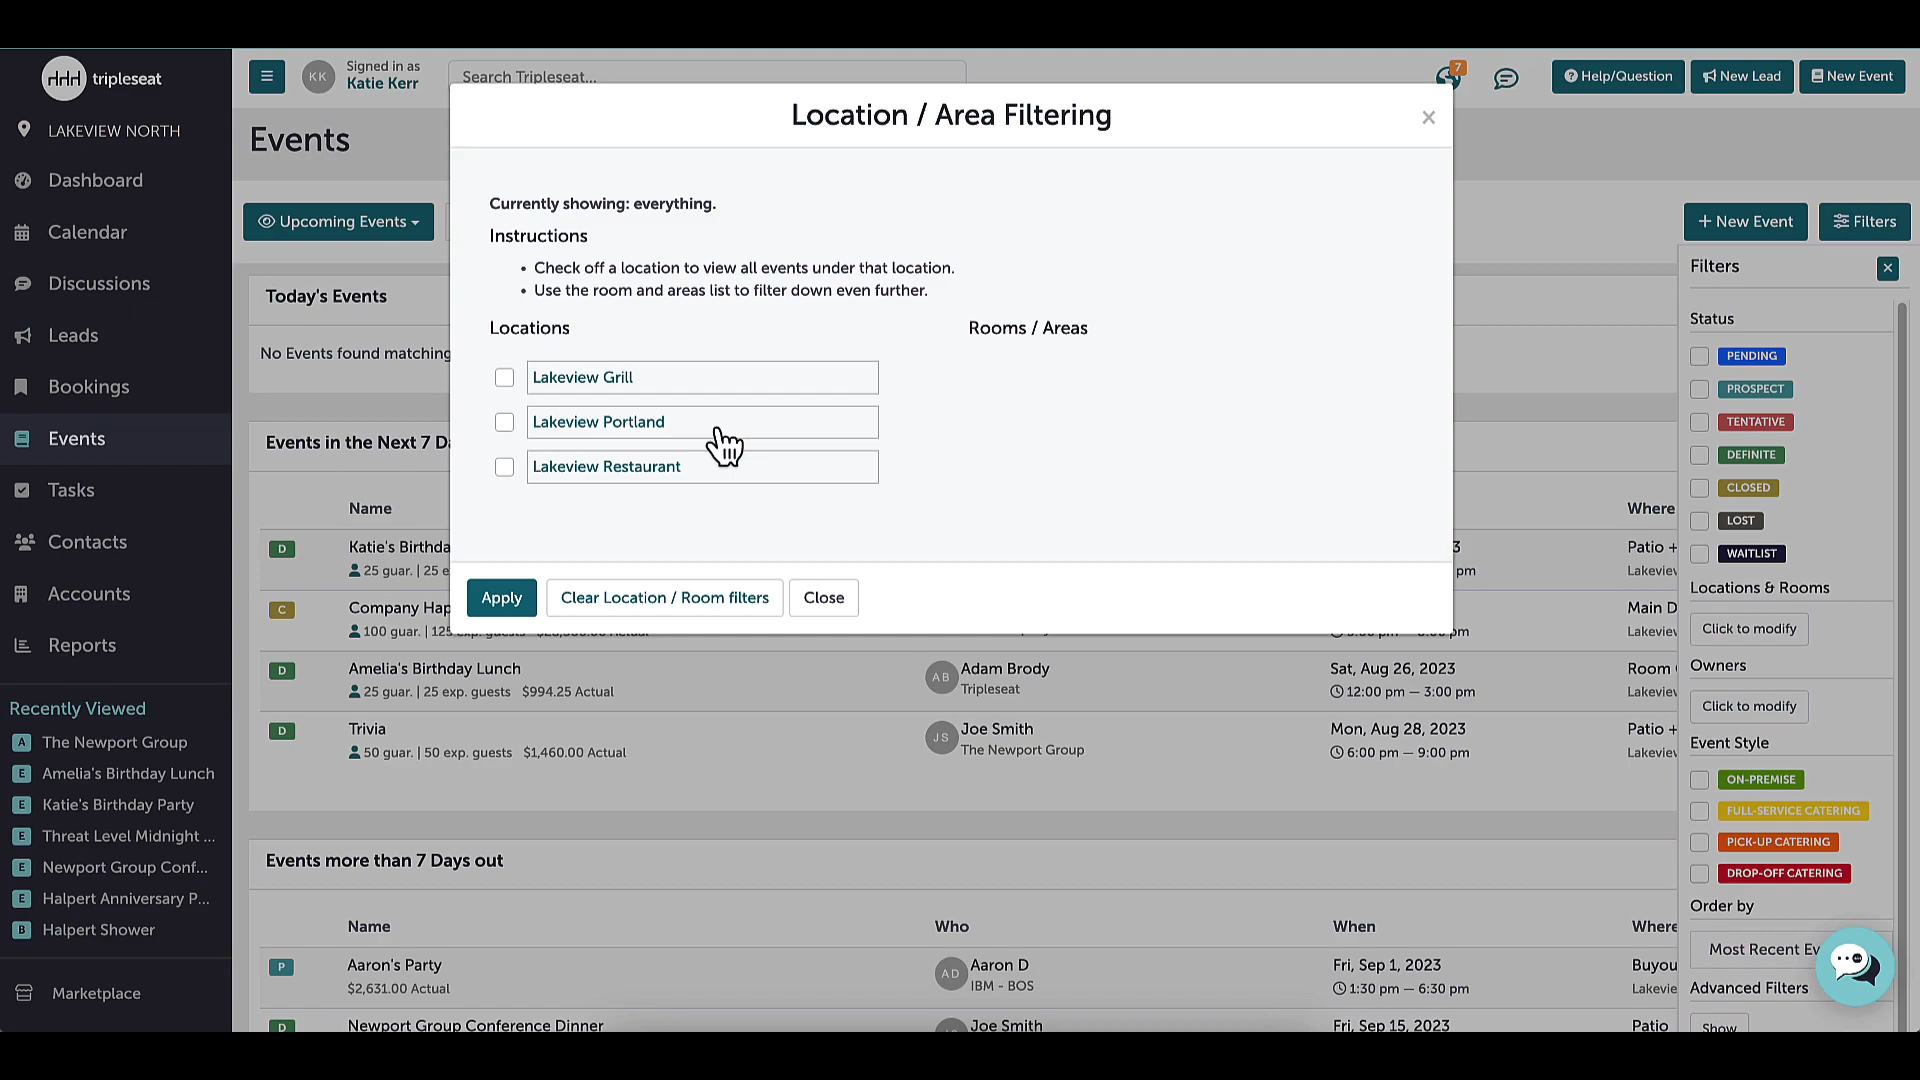 tripleseat
LAKEVIEW NORTH
Dashboard
Calendar
Discussions
Leads
Bookings
Events
Tasks
Contacts
Accounts
Reports
Recently Viewed
A The Newport Group
E Amelia's Birthday Lunch
E Katie's Birthday Party
E Threat Level Midnight ...
E Newport Group Conf...
E Halpert Anniversary P...
B Halpert Shower
Marketplace
KK
Signed in as
Katie Kerr
Search Tripleseat...
7
Help/Question
New Lead
New Event
Events
Upcoming Events
+ New Event
Filters
Location / Area Filtering
×
Currently showing: everything.
Instructions
• Check off a location to view all events under that location.
• Use the room and areas list to filter down even further.
Locations
Rooms / Areas
Lakeview Grill
Lakeview Portland
Lakeview Restaurant
Apply
Clear Location / Room filters
Close
Today's Events
No Events found matching
Events in the Next 7 Da
Name
Where
D
Katie's Birthda
3
Patio +
25 guar. | 25 e
pm
Lakeview
C
Company Hap
Main D
100 guar. | 125 exp. guests
pm
Lakeview
D
Amelia's Birthday Lunch
AB
Adam Brody
Sat, Aug 26, 2023
Room
25 guar. | 25 exp. guests $994.25 Actual
Tripleseat
12:00 pm — 3:00 pm
Lakeview
D
Trivia
JS
Joe Smith
Mon, Aug 28, 2023
Patio +
50 guar. | 50 exp. guests $1,460.00 Actual
The Newport Group
6:00 pm — 9:00 pm
Lakeview
Events more than 7 Days out
Name
Who
When
Where
P
Aaron's Party
AD
Aaron D
Fri, Sep 1, 2023
Buyou
$2,631.00 Actual
IBM - BOS
1:30 pm — 6:30 pm
Lakevie
D
Newport Group Conference Dinner
Joe Smith
Fri, Sep 15, 2023
Patio
Filters
×
Status
PENDING
PROSPECT
TENTATIVE
DEFINITE
CLOSED
LOST
WAITLIST
Locations & Rooms
Click to modify
Owners
Click to modify
Event Style
ON-PREMISE
FULL-SERVICE CATERING
PICK-UP CATERING
DROP-OFF CATERING
Order by
Most Recent Ev
Advanced Filters
Show